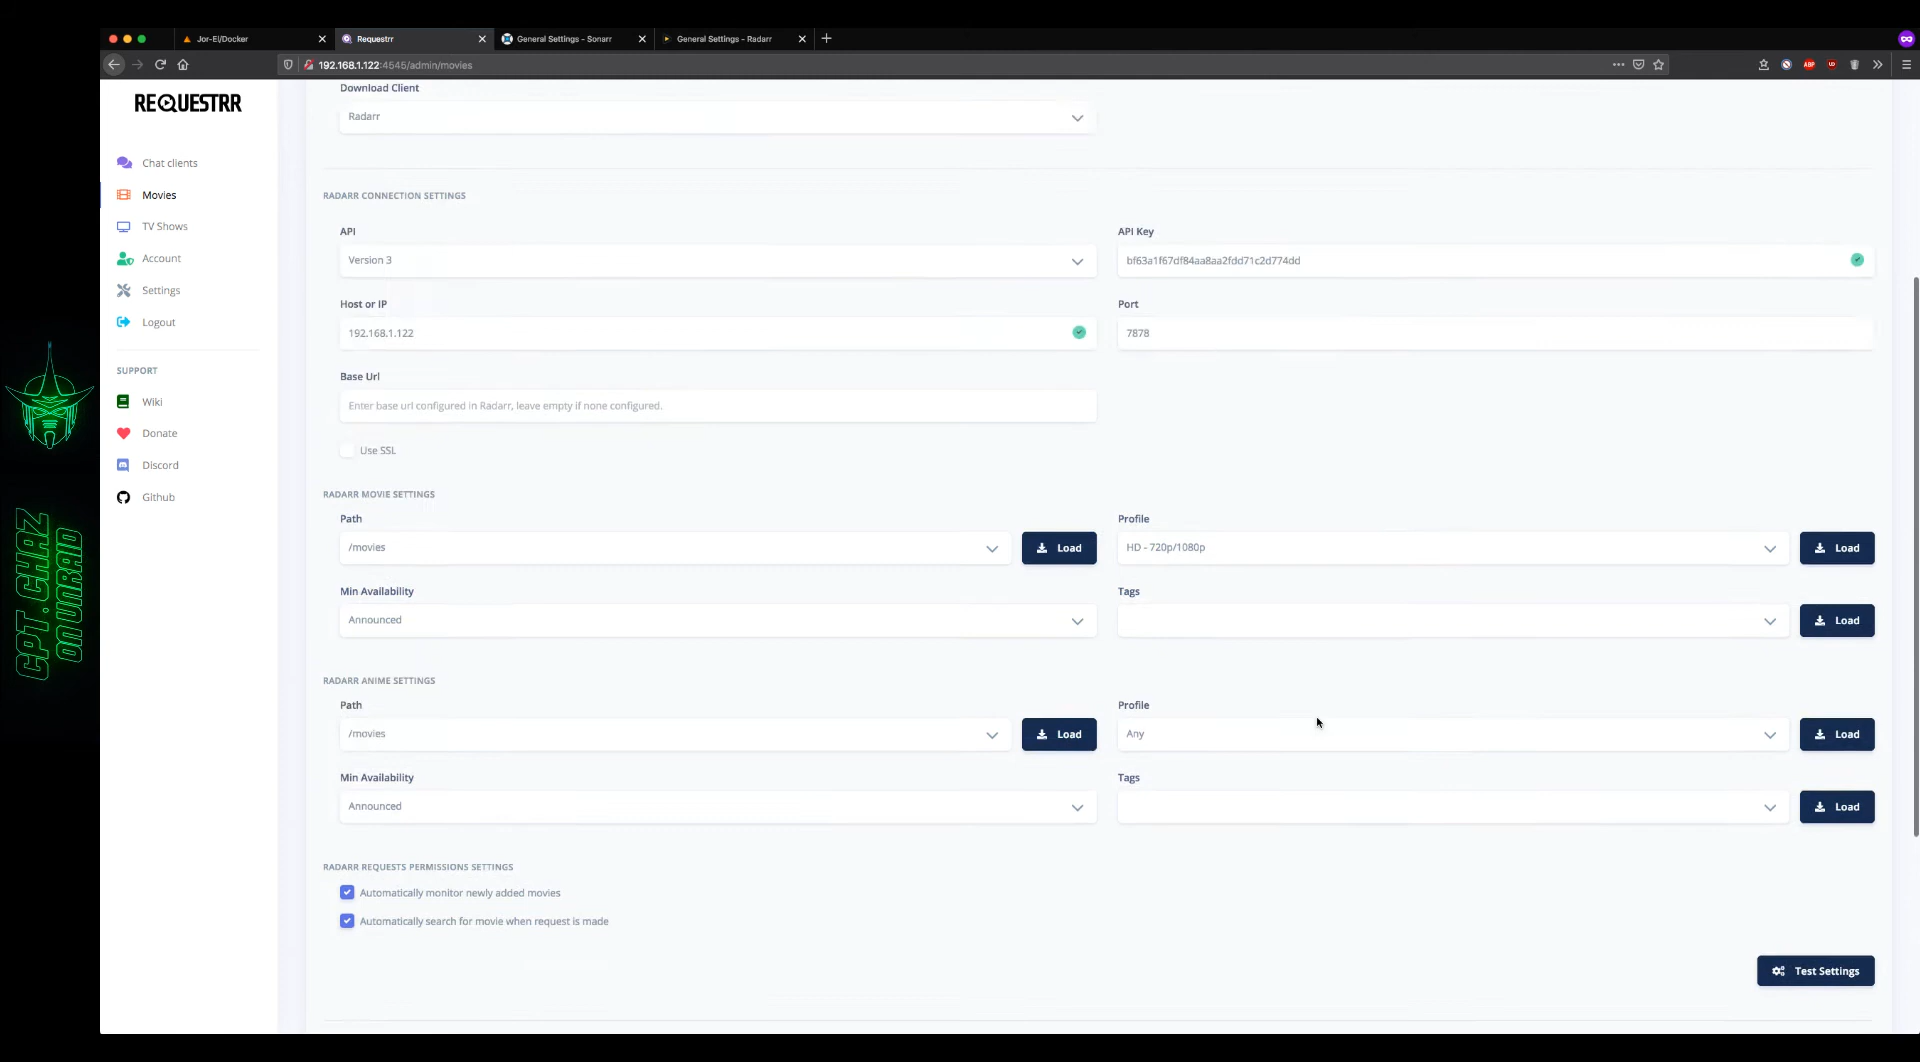 Jor-El/Docker
Requestrr
General Settings - Sonarr
General Settings - Radarr
192.168.1.122:4545/admin/movies
ABP
REQUESTRR
Chat clients
Movies
TV Shows
Account
Settings
Logout
SUPPORT
Wiki
Donate
Discord
Github
CPT. CHAZ
ON UNRAID
Download Client
Radarr
RADARR CONNECTION SETTINGS
API
API Key
Version 3
bf63a1f67df84aa8aa2fdd71c2d774dd
Host or IP
Port
192.168.1.122
7878
Base Url
Enter base url configured in Radarr, leave empty if none configured.
Use SSL
RADARR MOVIE SETTINGS
Path
Profile
/movies
Load
HD - 720p/1080p
Load
Min Availability
Tags
Announced
Load
RADARR ANIME SETTINGS
Path
Profile
/movies
Load
Any
Load
Min Availability
Tags
Announced
Load
RADARR REQUESTS PERMISSIONS SETTINGS
Automatically monitor newly added movies
Automatically search for movie when request is made
Test Settings